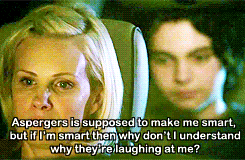 Aspergers is supposed to make me smart,
but if I'm smart then why don't I understand
why they're laughing at me?